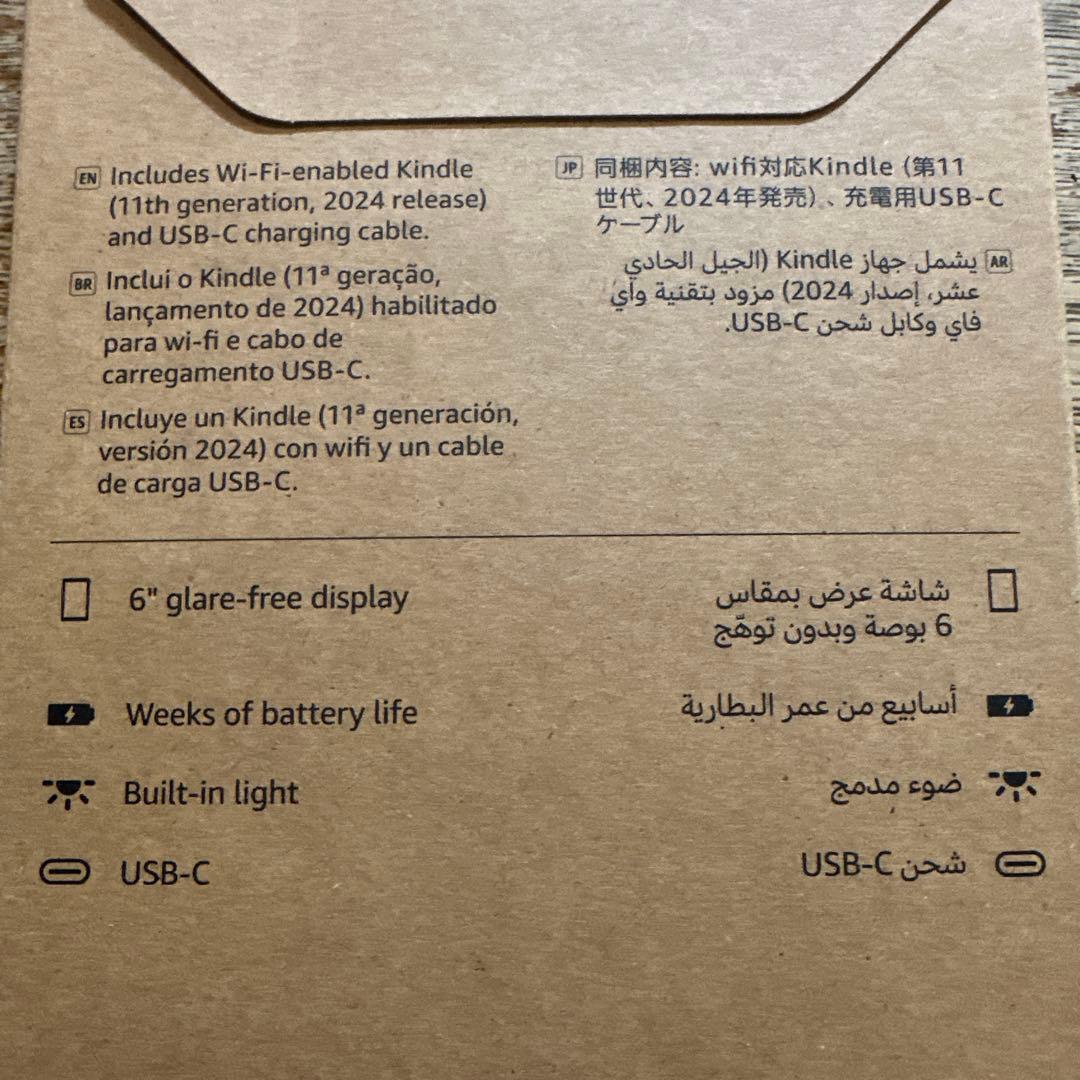 EN Includes Wi-Fi-enabled Kindle
(11th generation, 2024 release)
and USB-C charging cable.
BR Inclui o Kindle (11ª geração,
lançamento de 2024) habilitado
para wi-fi e cabo de
carregamento USB-C.
ES Incluye un Kindle (11ª generación,
versión 2024) con wifi y un cable
de carga USB-C.
JP 同梱内容: wifi対応Kindle (第11
世代、2024年発売) 、充電用USB-C
ケーブル
AR يشمل جهاز Kindle (الجيل الحادي
عشر، إصدار 2024) مزود بتقنية واي
فاي وكابل شحن USB-C.
6" glare-free display
Weeks of battery life
Built-in light
USB-C
شاشة عرض بمقاس
6 بوصة وبدون توهّج
أسابيع من عمر البطارية
ضوء مدمج
شحن USB-C